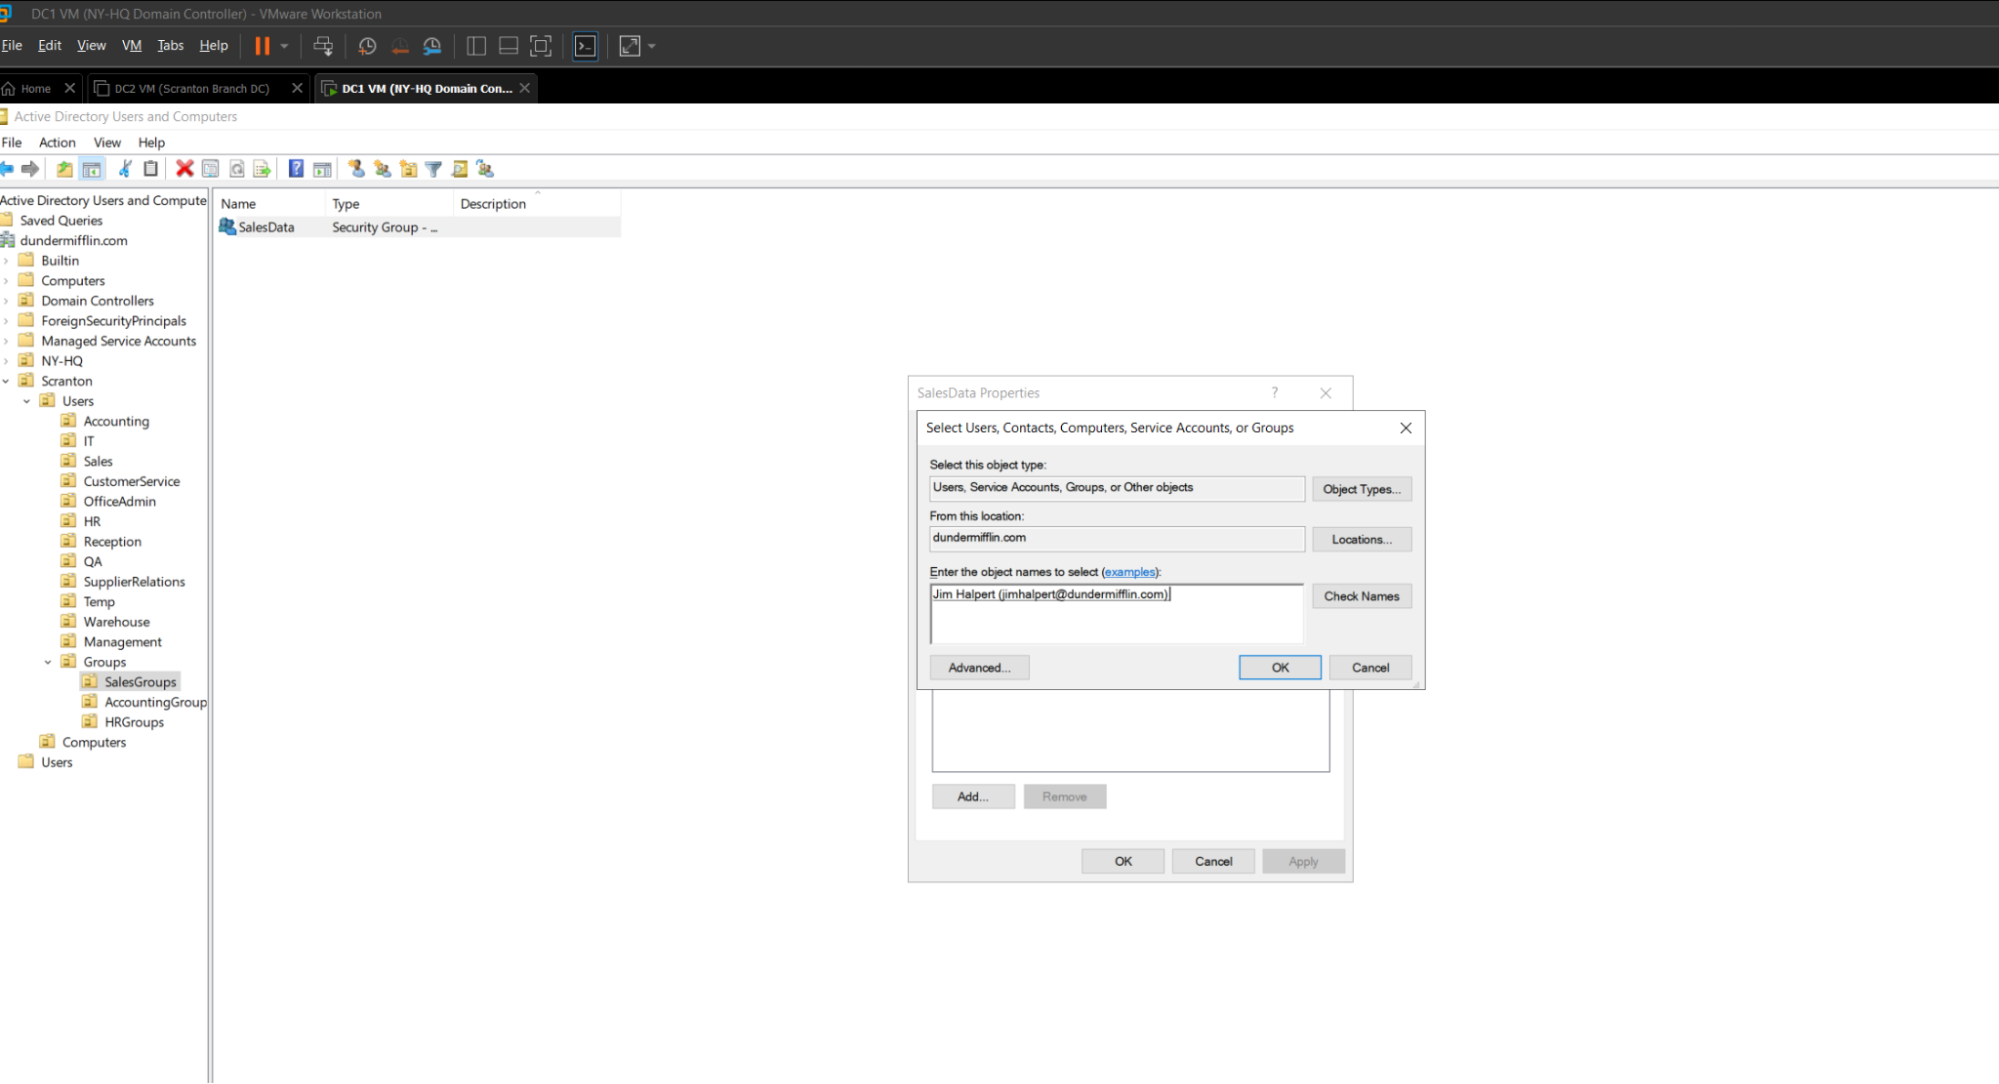 DC1 VM (NY-HQ Domain Controller) - VMware Workstation
File Edit View VM Tabs Help
Home DC2 VM (Scranton Branch DC) DC1 VM (NY-HQ Domain Con...
Active Directory Users and Computers
File Action View Help
Active Directory Users and Compute
Saved Queries
dundermifflin.com
Builtin
Computers
Domain Controllers
ForeignSecurityPrincipals
Managed Service Accounts
NY-HQ
Scranton
Users
Accounting
IT
Sales
CustomerService
OfficeAdmin
HR
Reception
QA
SupplierRelations
Temp
Warehouse
Management
Groups
SalesGroups
AccountingGroup
HRGroups
Computers
Users
Name Type Description
SalesData Security Group - ...
SalesData Properties ?
Select Users, Contacts, Computers, Service Accounts, or Groups
Select this object type:
Users, Service Accounts, Groups, or Other objects Object Types...
From this location:
dundermifflin.com Locations...
Enter the object names to select (examples):
Jim Halpert (jimhalpert@dundermifflin.com) Check Names
Advanced... OK Cancel
Add... Remove
OK Cancel Apply